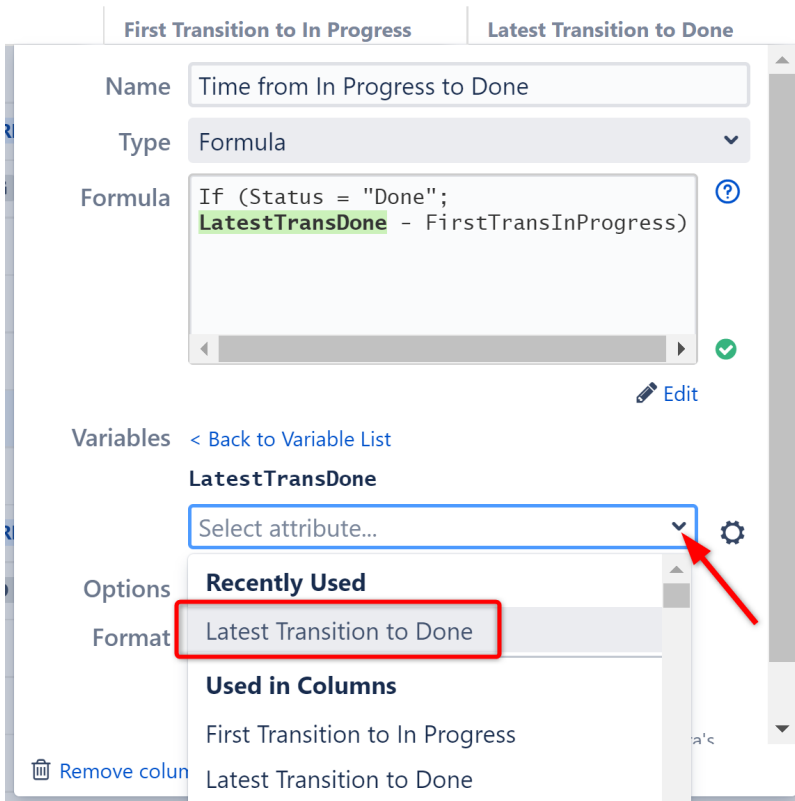 First Transition to In Progress
Latest Transition to Done
Name
Time from In Progress to Done
Type
Formula
Formula
If (Status = "Done";
LatestTransDone - FirstTransInProgress)
Edit
Variables
< Back to Variable List
LatestTransDone
Select attribute...
Options
Recently Used
Format
Latest Transition to Done
Used in Columns
First Transition to In Progress
a's
Remove colum
Latest Transition to Done